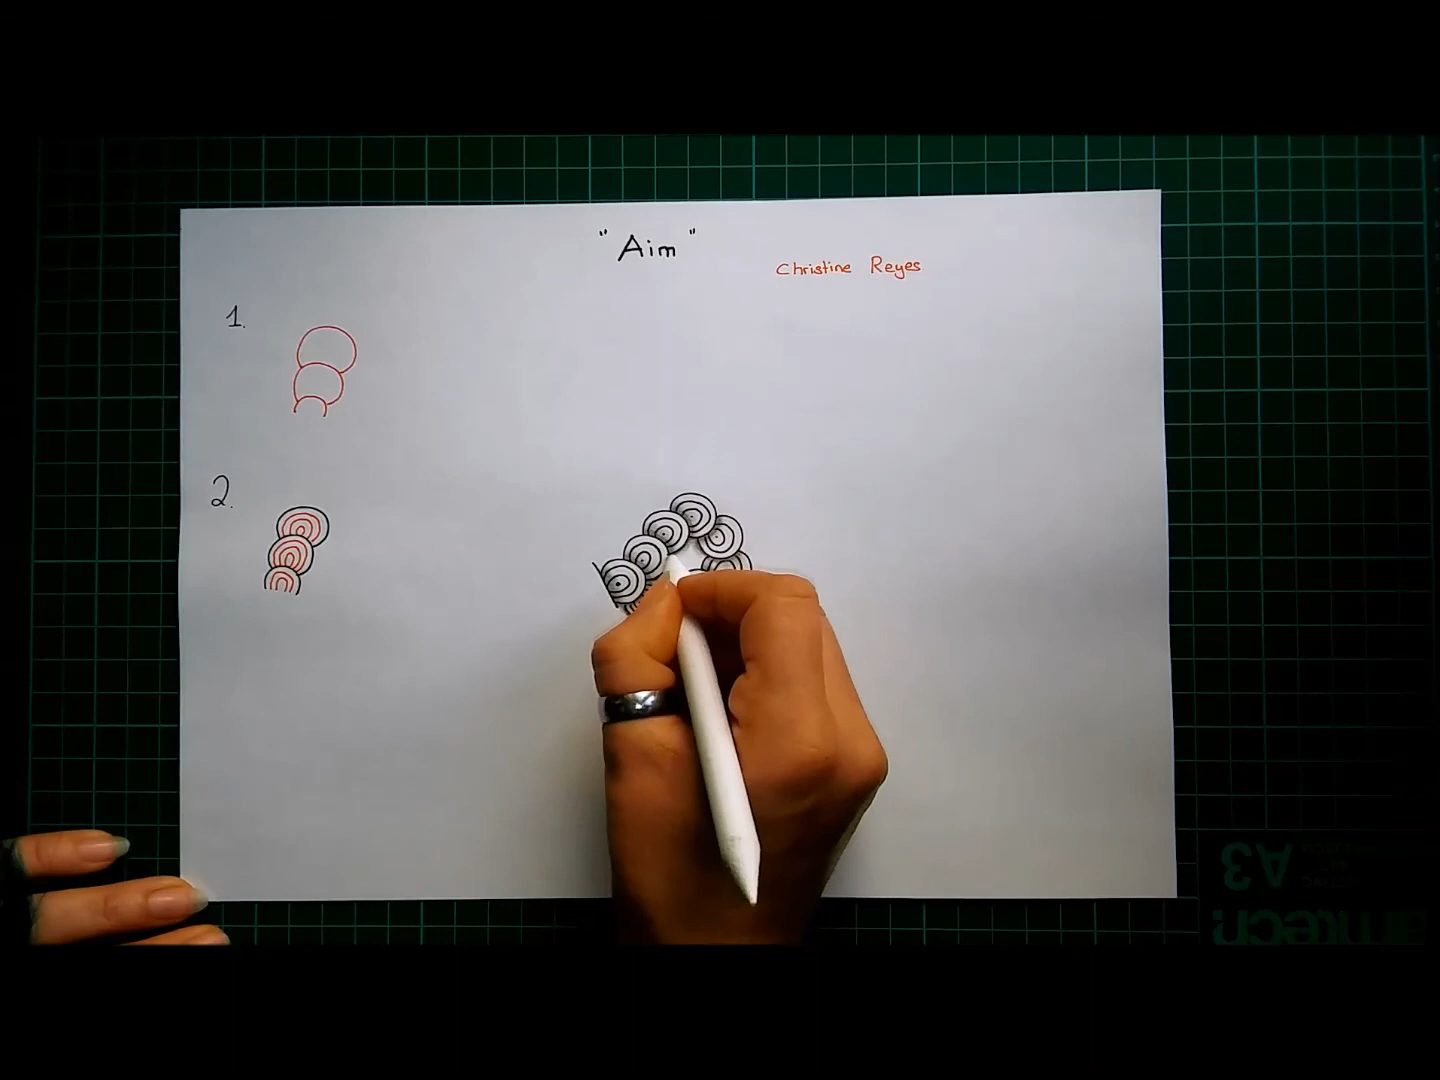 "Aim"
Christine Reyes
1.
2.
A3